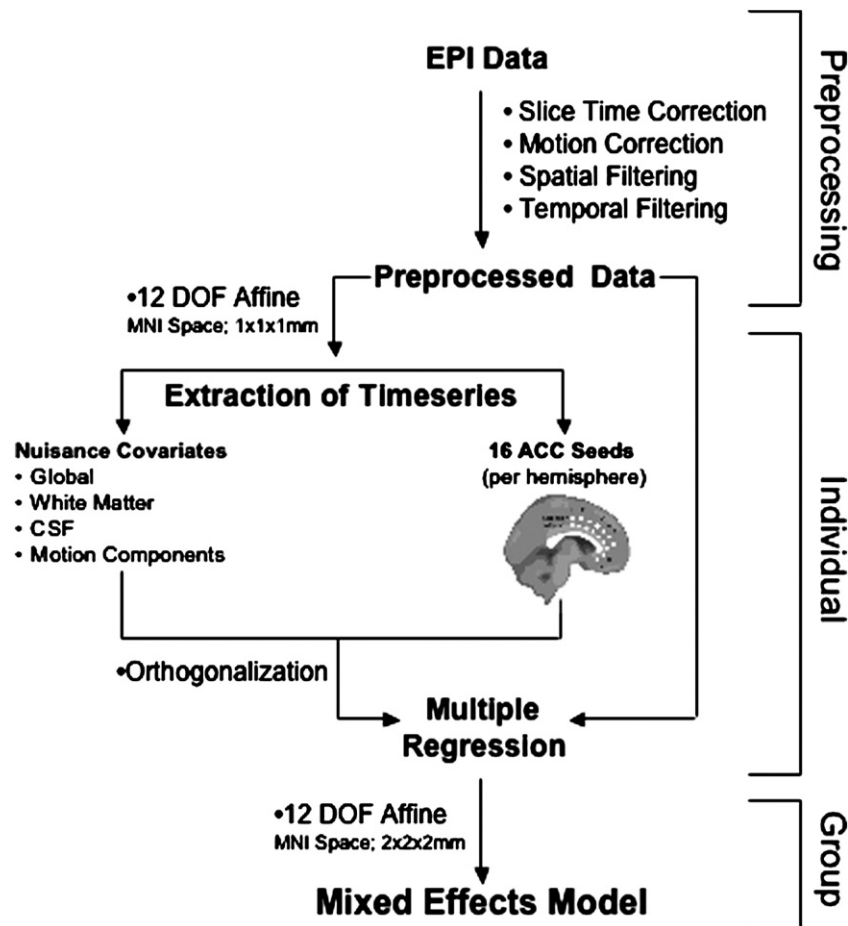 EPI Data
• Slice Time Correction
• Motion Correction
• Spatial Filtering
• Temporal Filtering
Preprocessing
Preprocessed Data
•12 DOF Affine
MNI Space; 1x1x1mm
Extraction of Timeseries
Nuisance Covariates
• Global
• White Matter
• CSF
• Motion Components
16 ACC Seeds
(per hemisphere)
Individual
•Orthogonalization
Multiple
Regression
•12 DOF Affine
MNI Space; 2x2x2mm
Mixed Effects Model
Group